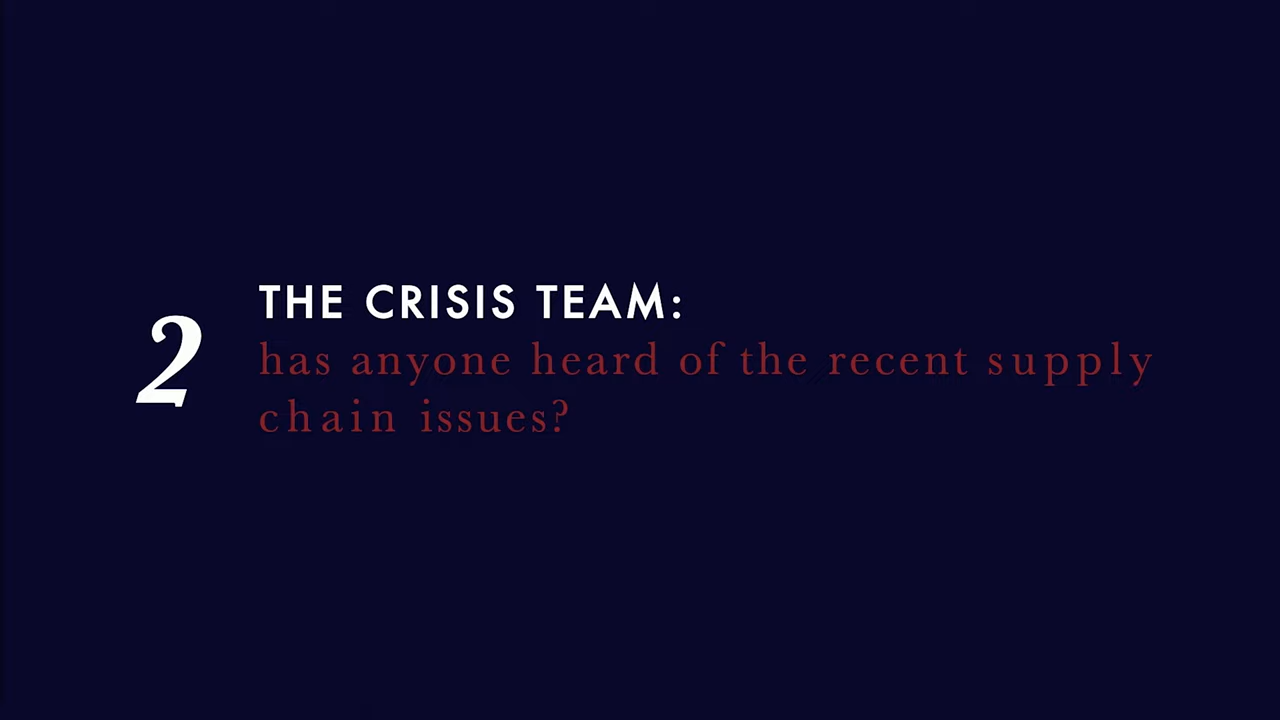 2
THE CRISIS TEAM:
has anyone heard of the recent supply
chain issues?